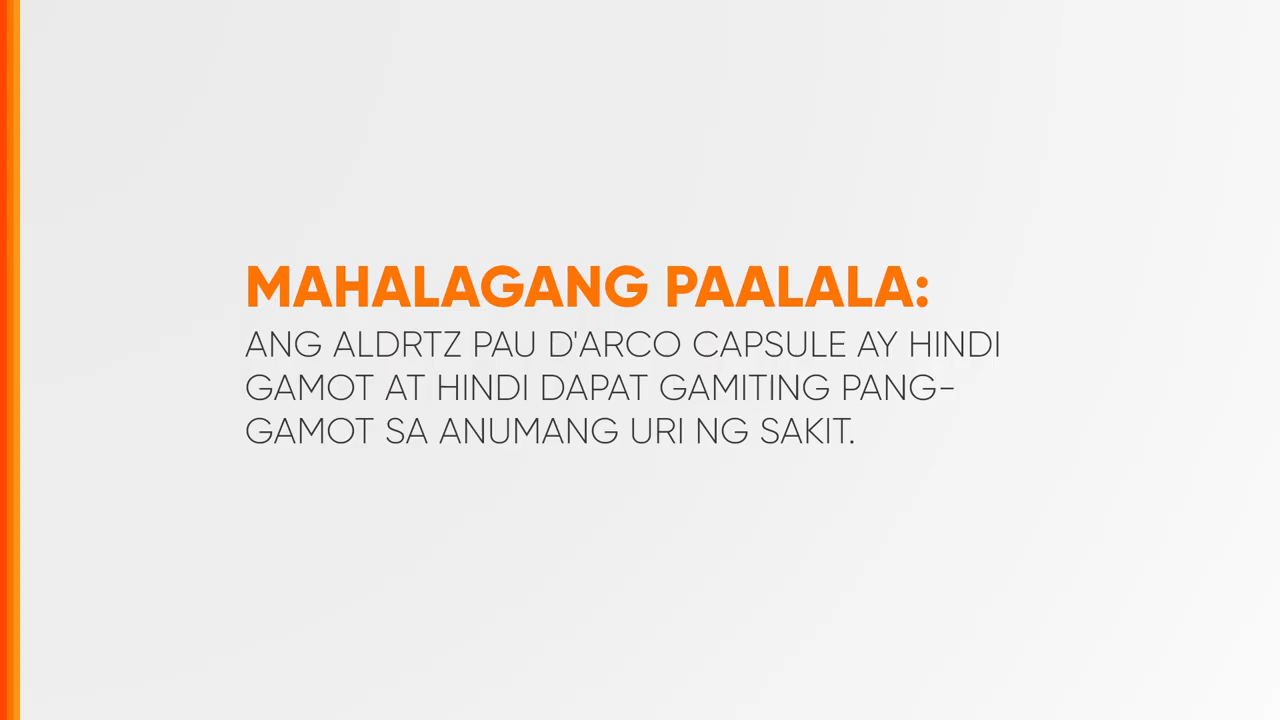 MAHALAGANG PAALALA:
ANG ALDRTZ PAU D'ARCO CAPSULE AY HINDI
GAMOT AT HINDI DAPAT GAMITING PANG-
GAMOT SA ANUMANG URI NG SAKIT.